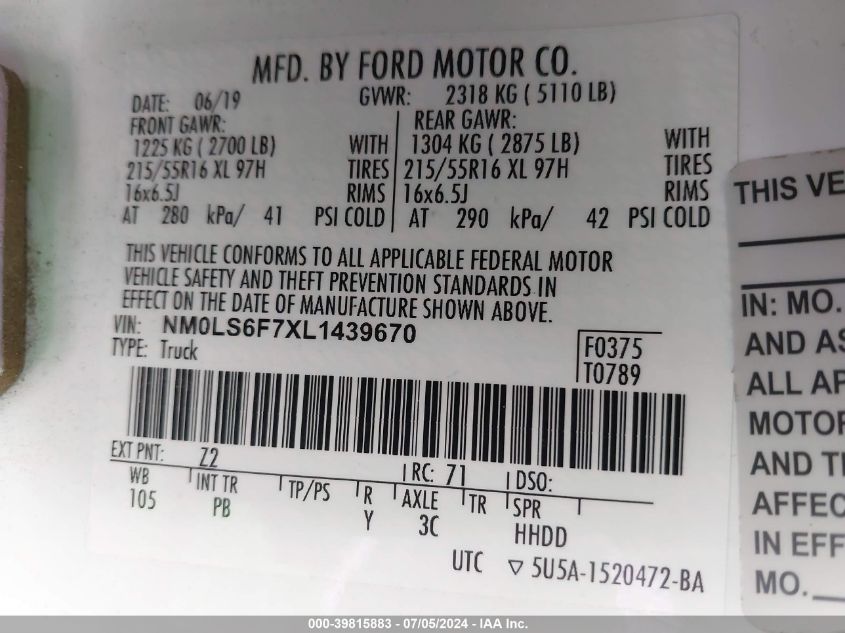 MFD. BY FORD MOTOR CO.
DATE: 06/19 GVWR: 2318 KG ( 5110 LB)
FRONT GAWR: REAR GAWR:
1225 KG ( 2700 LB) WITH 1304 KG ( 2875 LB) WITH
215/55R16 XL 97H TIRES 215/55R16 XL 97H TIRES
16x6.5J RIMS 16x6.5J RIMS
AT 280 kPa/ 41 PSI COLD AT 290 kPa/ 42 PSI COLD
THIS VEHICLE CONFORMS TO ALL APPLICABLE FEDERAL MOTOR
VEHICLE SAFETY AND THEFT PREVENTION STANDARDS IN
EFFECT ON THE DATE OF MANUFACTURE SHOWN ABOVE.
VIN: NM0LS6F7XL1439670
TYPE: Truck
F0375
T0789
EXT PNT: Z2 RC: 71 DSO:
WB INT TR TP/PS R AXLE TR SPR
105 PB Y 3C HHDD
UTC ▽ 5U5A-1520472-BA
THIS VE
IN: MO.
AND AS
ALL AP
MOTOR
AND T
AFFEC
IN EFF
MO.
000-39815883 - 07/05/2024 - IAA Inc.